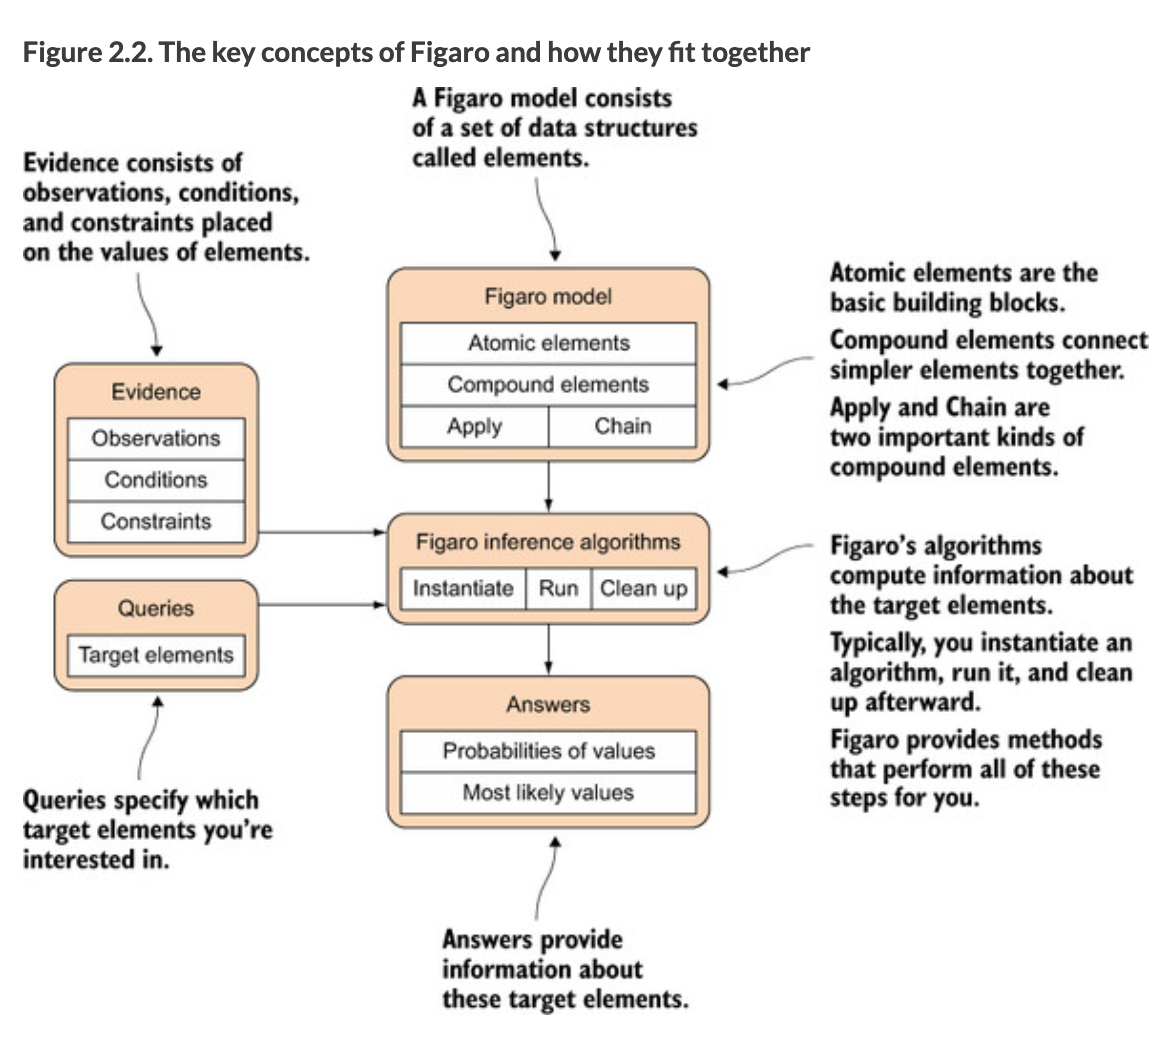 Figure 2.2. The key concepts of Figaro and how they fit together
A Figaro model consists
of a set of data structures
called elements.
Evidence consists of
observations, conditions,
and constraints placed
on the values of elements.
Figaro model
Atomic elements
Compound elements
Apply
Chain
Atomic elements are the
basic building blocks.
Compound elements connect
simpler elements together.
Apply and Chain are
two important kinds of
compound elements.
Evidence
Observations
Conditions
Constraints
Figaro inference algorithms
Instantiate
Run
Clean up
Figaro’s algorithms
compute information about
the target elements.
Typically, you instantiate an
algorithm, run it, and clean
up afterward.
Figaro provides methods
that perform all of these
steps for you.
Queries
Target elements
Queries specify which
target elements you’re
interested in.
Answers
Probabilities of values
Most likely values
Answers provide
information about
these target elements.